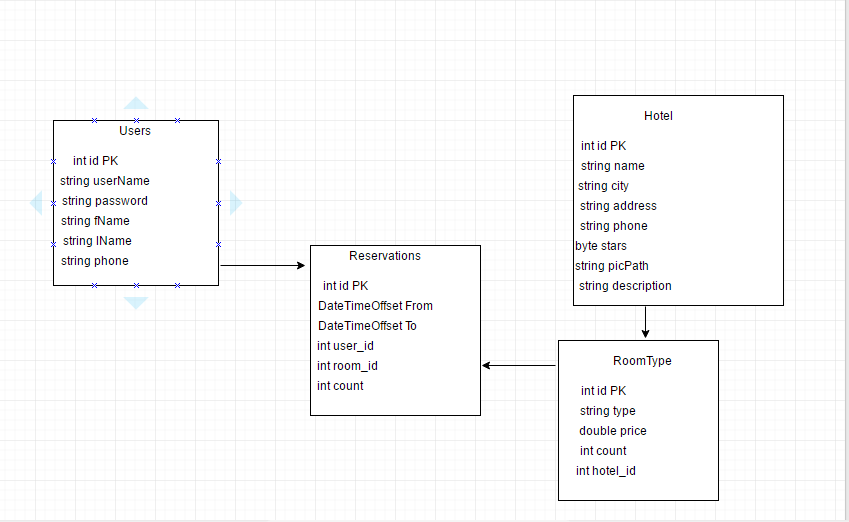 Users
int id PK
string userName
string password
string fName
string lName
string phone
Reservations
int id PK
DateTimeOffset From
DateTimeOffset To
int user_id
int room_id
int count
Hotel
int id PK
string name
string city
string address
string phone
byte stars
string picPath
string description
RoomType
int id PK
string type
double price
int count
int hotel_id